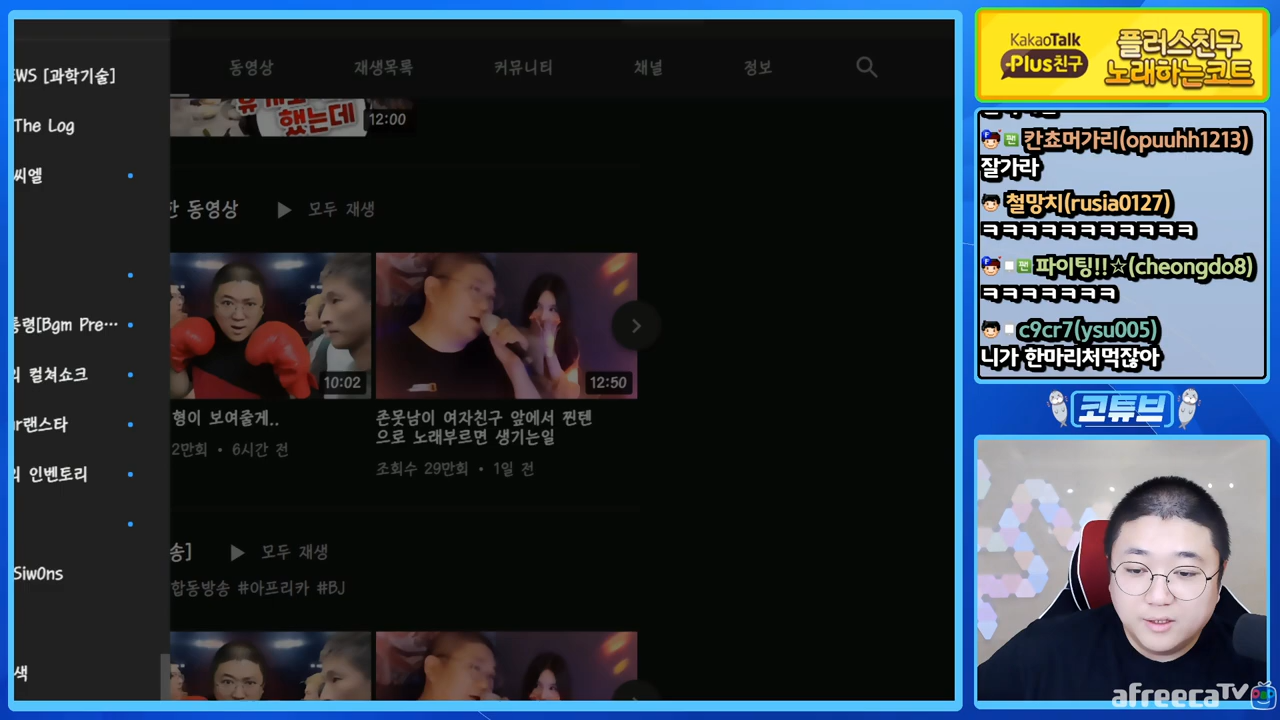 EWS [과학기술]
The Log
씨엘
통령[Bgm Pre…
의 컬쳐쇼크
ur랜스타
의 인벤토리
SiwOns
색
동영상
재생목록
커뮤니티
채널
정보
했는데
12:00
한 동영상
모두 재생
10:02
12:50
형이 보여줄게..
2만회 • 6시간 전
존못남이 여자친구 앞에서 찐텐
으로 노래부르면 생기는일
조회수 29만회 • 1일 전
송]
모두 재생
합동방송 #아프리카 #BJ
KakaoTalk
Plus친구
플러스친구
노래하는코트
칸쵸머가리(opuuhh1213)
잘가라
철망치(rusia0127)
ㅋㅋㅋㅋㅋㅋㅋㅋㅋㅋㅋ
파이팅!!☆(cheongdo8)
ㅋㅋㅋㅋㅋㅋㅋ
c9cr7(ysu005)
니가 한마리처먹잖아
코튜브
afreecaTV